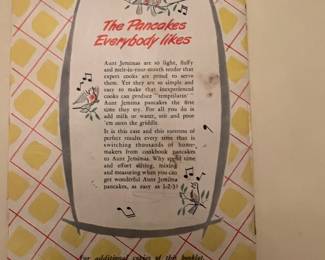 The Pancakes
Everybody likes
Aunt Jemimas are so light, fluffy
and melt-in-your-mouth tender that
expert cooks are proud to serve
them. Yet they are so simple and
easy to make that inexperienced
cooks can produce "temptilatin'"
Aunt Jemima pancakes the first
time they try. For all you do is
add milk or water, stir and pour
'em onto the griddle.
It is this ease and this sureness of
perfect results every time that is
switching thousands of home-
makers from cookbook pancakes
to Aunt Jemimas. Why spend time
and effort sifting, mixing
and measuring when you can
get wonderful Aunt Jemima
pancakes, as easy as 1-2-3?
For additional copies of this booklet,